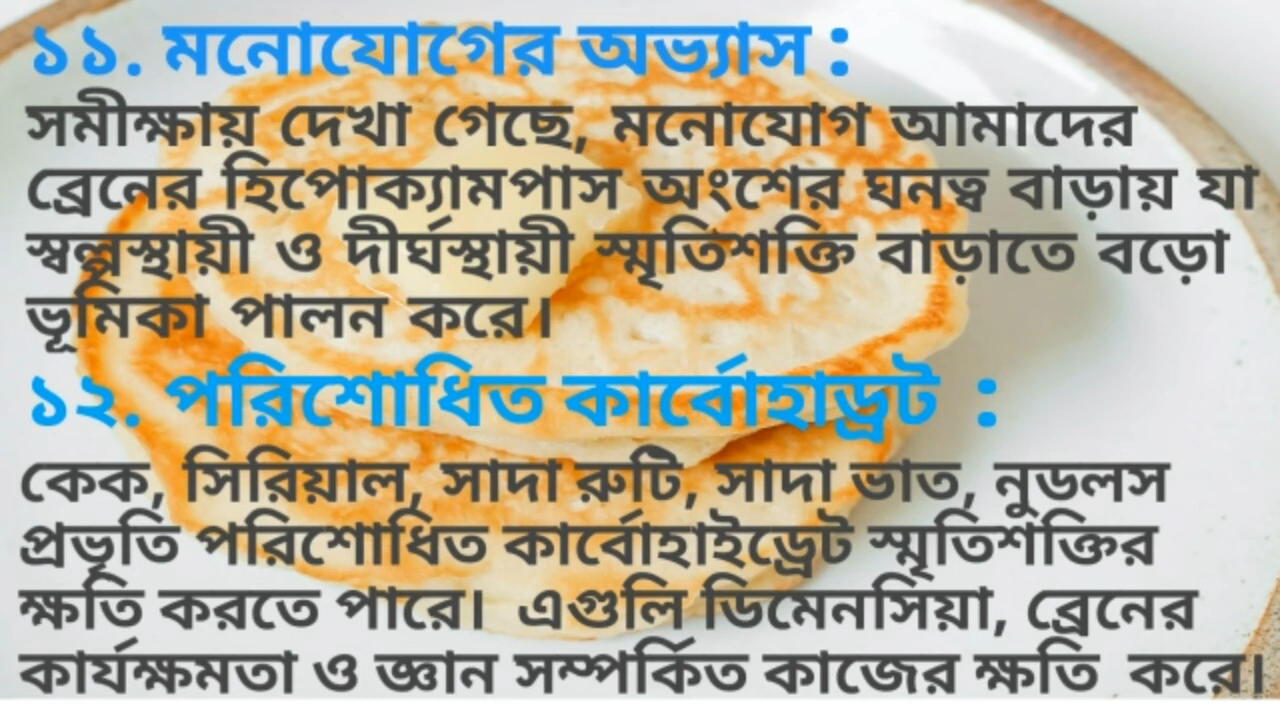 ১১. মনোযোগের অভ্যাস :
সমীক্ষায় দেখা গেছে, মনোযোগ আমাদের
ব্রেনের হিপোক্যামপাস অংশের ঘনত্ব বাড়ায় যা
স্বল্পস্থায়ী ও দীর্ঘস্থায়ী স্মৃতিশক্তি বাড়াতে বড়ো
ভূমিকা পালন করে।
১২. পরিশোধিত কার্বোহাড্রট :
কেক, সিরিয়াল, সাদা রুটি, সাদা ভাত, নুডলস
প্রভৃতি পরিশোধিত কার্বোহাইড্রেট স্মৃতিশক্তির
ক্ষতি করতে পারে। এগুলি ডিমেনসিয়া, ব্রেনের
কার্যক্ষমতা ও জ্ঞান সম্পর্কিত কাজের ক্ষতি করে।